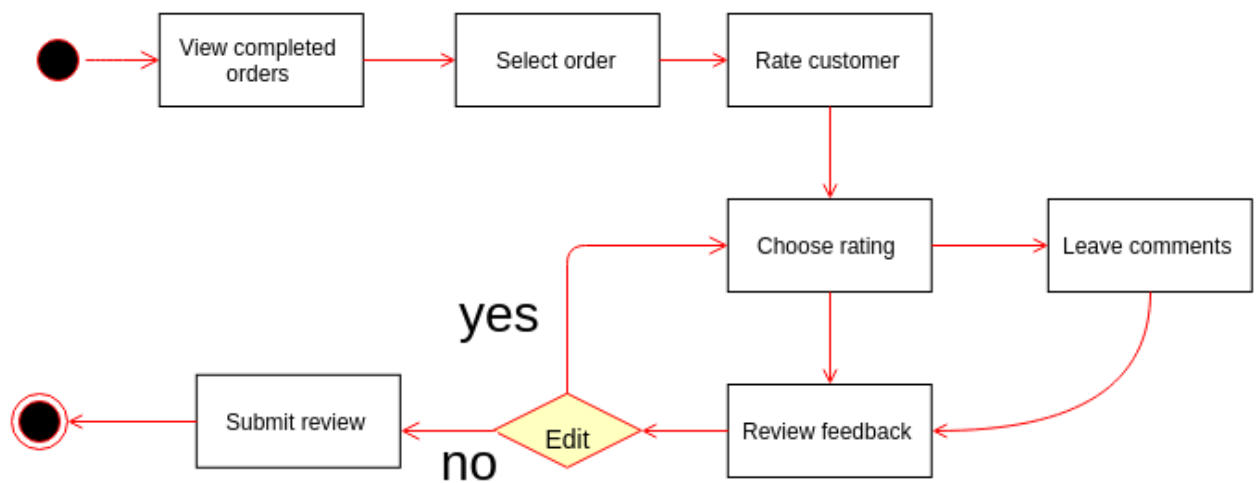 View completed
orders
Select order
Rate customer
Choose rating
Leave comments
yes
Submit review
Edit
Review feedback
no